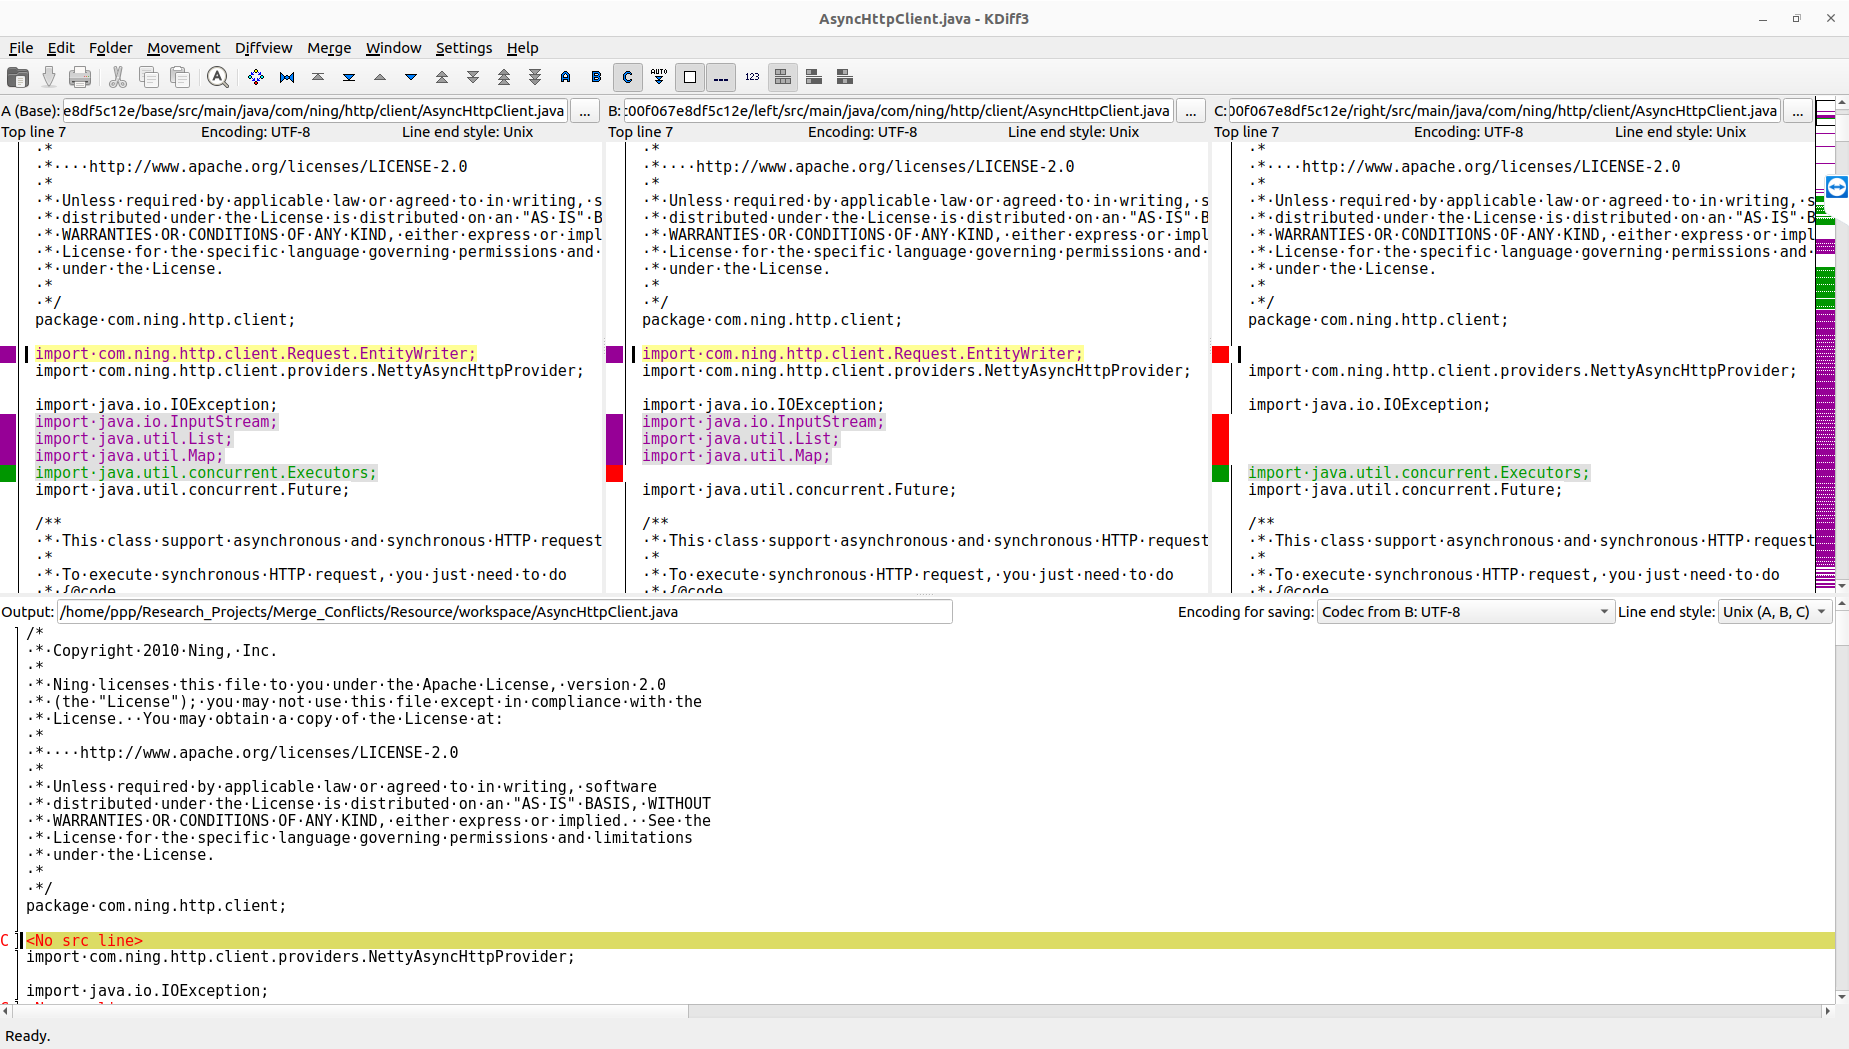 AsyncHttpClient.java - KDiff3
File Edit Folder Movement Diffview Merge Window Settings Help
A B C AUTO 123
A (Base): e8df5c12e/base/src/main/java/com/ning/http/client/AsyncHttpClient.java ...
Top line 7 Encoding: UTF-8 Line end style: Unix
·*
·*····http://www.apache.org/licenses/LICENSE-2.0
·*
·*·Unless·required·by·applicable·law·or·agreed·to·in·writing,·s
·*·distributed·under·the·License·is·distributed·on·an·"AS·IS"·B
·*·WARRANTIES·OR·CONDITIONS·OF·ANY·KIND,·either·express·or·impl
·*·License·for·the·specific·language·governing·permissions·and·
·*·under·the·License.
·*
·*/
package·com.ning.http.client;
import·com.ning.http.client.Request.EntityWriter;
import·com.ning.http.client.providers.NettyAsyncHttpProvider;
import·java.io.IOException;
import·java.io.InputStream;
import·java.util.List;
import·java.util.Map;
import·java.util.concurrent.Executors;
import·java.util.concurrent.Future;
/**
·*·This·class·support·asynchronous·and·synchronous·HTTP·request
·*
·*·To·execute·synchronous·HTTP·request,·you·just·need·to·do
·*·{@code
B: :00f067e8df5c12e/left/src/main/java/com/ning/http/client/AsyncHttpClient.java ...
Top line 7 Encoding: UTF-8 Line end style: Unix
·*
·*····http://www.apache.org/licenses/LICENSE-2.0
·*
·*·Unless·required·by·applicable·law·or·agreed·to·in·writing,·s
·*·distributed·under·the·License·is·distributed·on·an·"AS·IS"·B
·*·WARRANTIES·OR·CONDITIONS·OF·ANY·KIND,·either·express·or·impl
·*·License·for·the·specific·language·governing·permissions·and·
·*·under·the·License.
·*
·*/
package·com.ning.http.client;
import·com.ning.http.client.Request.EntityWriter;
import·com.ning.http.client.providers.NettyAsyncHttpProvider;
import·java.io.IOException;
import·java.io.InputStream;
import·java.util.List;
import·java.util.Map;
import·java.util.concurrent.Future;
/**
·*·This·class·support·asynchronous·and·synchronous·HTTP·request
·*
·*·To·execute·synchronous·HTTP·request,·you·just·need·to·do
·*·{@code
C: 00f067e8df5c12e/right/src/main/java/com/ning/http/client/AsyncHttpClient.java ...
Top line 7 Encoding: UTF-8 Line end style: Unix
·*
·*····http://www.apache.org/licenses/LICENSE-2.0
·*
·*·Unless·required·by·applicable·law·or·agreed·to·in·writing,·s
·*·distributed·under·the·License·is·distributed·on·an·"AS·IS"·B
·*·WARRANTIES·OR·CONDITIONS·OF·ANY·KIND,·either·express·or·impl
·*·License·for·the·specific·language·governing·permissions·and·
·*·under·the·License.
·*
·*/
package·com.ning.http.client;
import·com.ning.http.client.providers.NettyAsyncHttpProvider;
import·java.io.IOException;
import·java.util.concurrent.Executors;
import·java.util.concurrent.Future;
/**
·*·This·class·support·asynchronous·and·synchronous·HTTP·request
·*
·*·To·execute·synchronous·HTTP·request,·you·just·need·to·do
·*·{@code
Output: /home/ppp/Research_Projects/Merge_Conflicts/Resource/workspace/AsyncHttpClient.java Encoding for saving: Codec from B: UTF-8 Line end style: Unix (A, B, C)
/*
·*·Copyright·2010·Ning,·Inc.
·*
·*·Ning·licenses·this·file·to·you·under·the·Apache·License,·version·2.0
·*·(the·"License");·you·may·not·use·this·file·except·in·compliance·with·the
·*·License.··You·may·obtain·a·copy·of·the·License·at:
·*
·*····http://www.apache.org/licenses/LICENSE-2.0
·*
·*·Unless·required·by·applicable·law·or·agreed·to·in·writing,·software
·*·distributed·under·the·License·is·distributed·on·an·"AS·IS"·BASIS,·WITHOUT
·*·WARRANTIES·OR·CONDITIONS·OF·ANY·KIND,·either·express·or·implied.··See·the
·*·License·for·the·specific·language·governing·permissions·and·limitations
·*·under·the·License.
·*
·*/
package·com.ning.http.client;
C <No src line>
import·com.ning.http.client.providers.NettyAsyncHttpProvider;
import·java.io.IOException;
Ready.